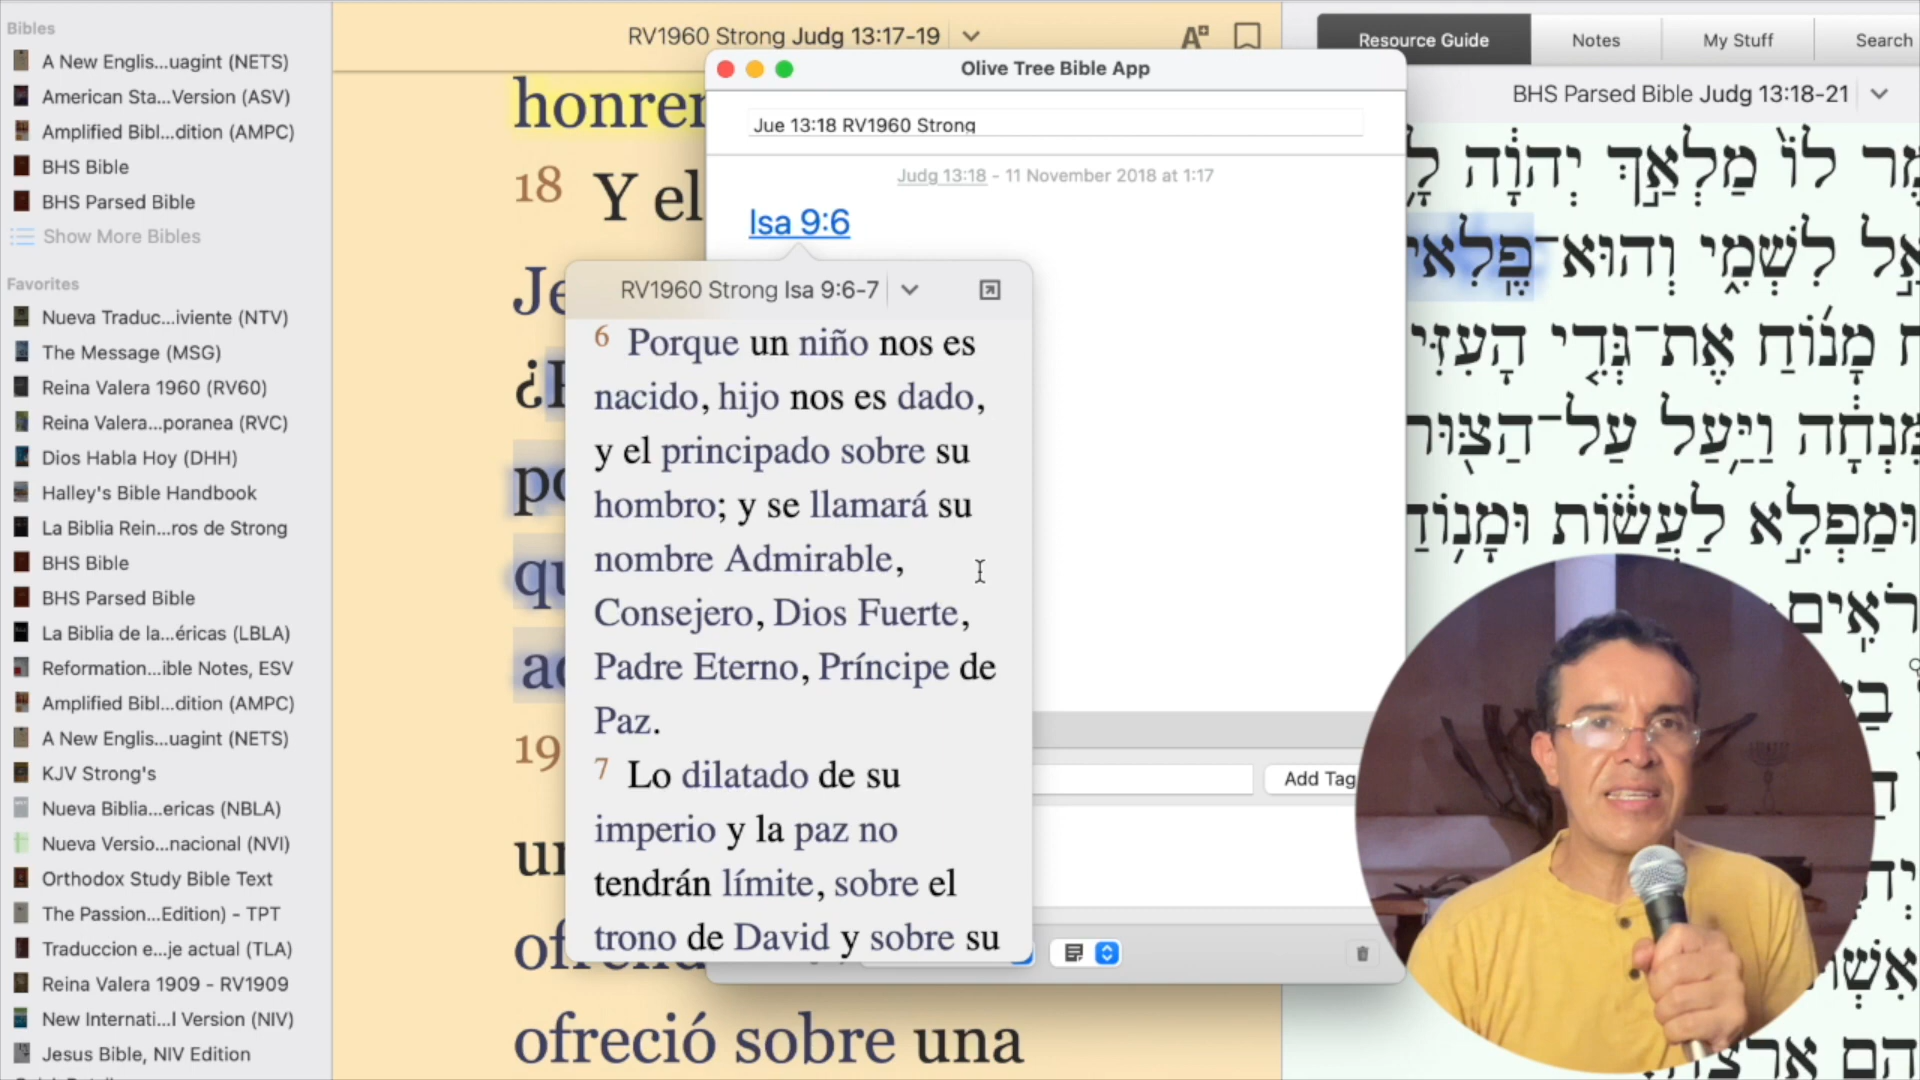 Bibles
A New Englis...uagint (NETS)
American Sta...Version (ASV)
Amplified Bibl...dition (AMPC)
BHS Bible
BHS Parsed Bible
Show More Bibles
Favorites
Nueva Traduc...iviente (NTV)
The Message (MSG)
Reina Valera 1960 (RV60)
Reina Valera...poranea (RVC)
Dios Habla Hoy (DHH)
Halley's Bible Handbook
La Biblia Rein...ros de Strong
BHS Bible
BHS Parsed Bible
La Biblia de la...éricas (LBLA)
Reformation...ible Notes, ESV
Amplified Bibl...dition (AMPC)
A New Englis...uagint (NETS)
KJV Strong's
Nueva Biblia...ericas (NBLA)
Nueva Versio...nacional (NVI)
Orthodox Study Bible Text
The Passion...Edition) - TPT
Traduccion e...je actual (TLA)
Reina Valera 1909 - RV1909
New Internati...l Version (NIV)
Jesus Bible, NIV Edition
RV1960 Strong Judg 13:17-19
18 Y el
19
ofreció sobre una
Olive Tree Bible App
Jue 13:18 RV1960 Strong
Judg 13:18 - 11 November 2018 at 1:17
Isa 9:6
RV1960 Strong Isa 9:6-7
6 Porque un niño nos es
nacido, hijo nos es dado,
y el principado sobre su
hombro; y se llamará su
nombre Admirable,
Consejero, Dios Fuerte,
Padre Eterno, Príncipe de
Paz.
7 Lo dilatado de su
imperio y la paz no
tendrán límite, sobre el
trono de David y sobre su
Add Tag
Resource Guide
Notes
My Stuff
Search
BHS Parsed Bible Judg 13:18-21
לוֹ֙ מַלְאַ֣ךְ יְהוָ֔ה
לִשְׁמִ֑י וְהוּא־פֶֽלִאי
מָנ֜וֹחַ אֶת־גְּדִ֤י הָעִזִּי
מִּנְחָ֔ה וַיַּ֥עַל עַל־הַצּ֖וּר
וּמַפְלִ֣א לַעֲשׂ֔וֹת